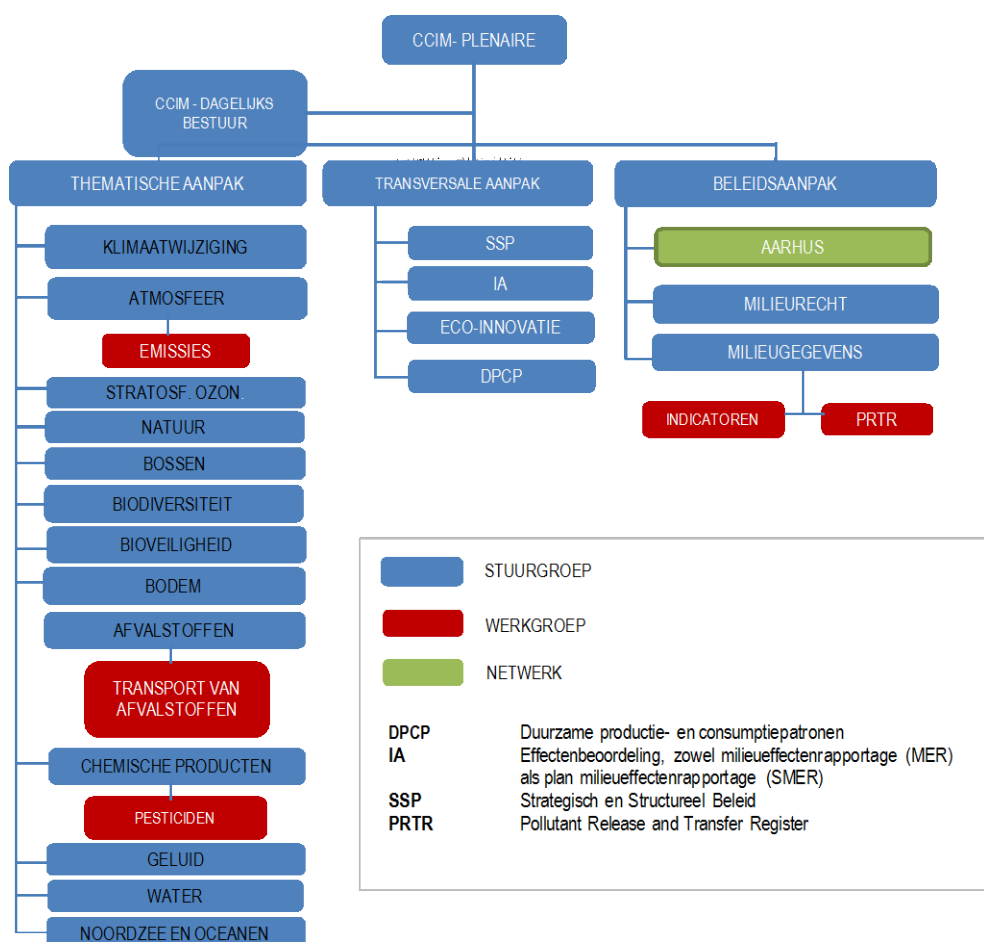 CCIM- PLENAIRE
CCIM - DAGELIJKS
BESTUUR
THEMATISCHE AANPAK
KLIMAATWIJZIGING
ATMOSFEER
EMISSIES
STRATOSF. OZON.
NATUUR
BOSSEN
BIODIVERSITEIT
BIOVEILIGHEID
BODEM
AFVALSTOFFEN
TRANSPORT VAN
AFVALSTOFFEN
CHEMISCHE PRODUCTEN
PESTICIDEN
GELUID
WATER
NOORDZEE EN OCEANEN
TRANSVERSALE AANPAK
SSP
IA
ECO-INNOVATIE
DPCP
BELEIDSAANPAK
AARHUS
MILIEURECHT
MILIEUGEGEVENS
INDICATOREN
PRTR
STUURGROEP
WERKGROEP
NETWERK
DPCP Duurzame productie- en consumptiepatronen
IA Effectenbeoordeling, zowel milieueffectenrapportage (MER)
als plan milieueffectenrapportage (SMER)
SSP Strategisch en Structureel Beleid
PRTR Pollutant Release and Transfer Register